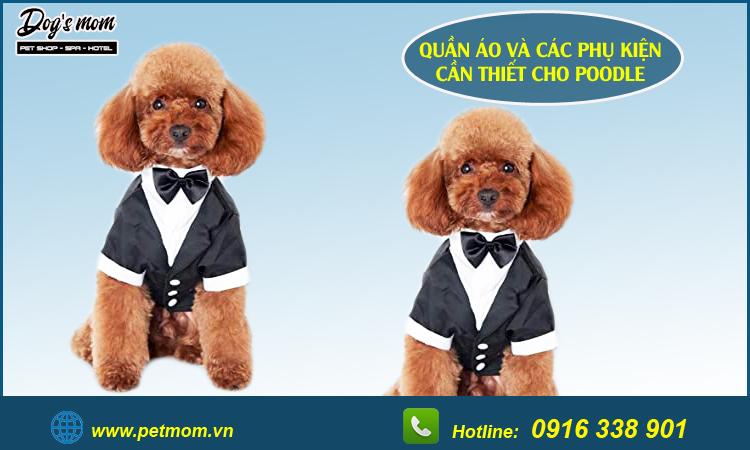 Dog's mom
PET SHOP - SPA - HOTEL
QUẦN ÁO VÀ CÁC PHỤ KIỆN
CẦN THIẾT CHO POODLE
www.petmom.vn
Hotline: 0916 338 901